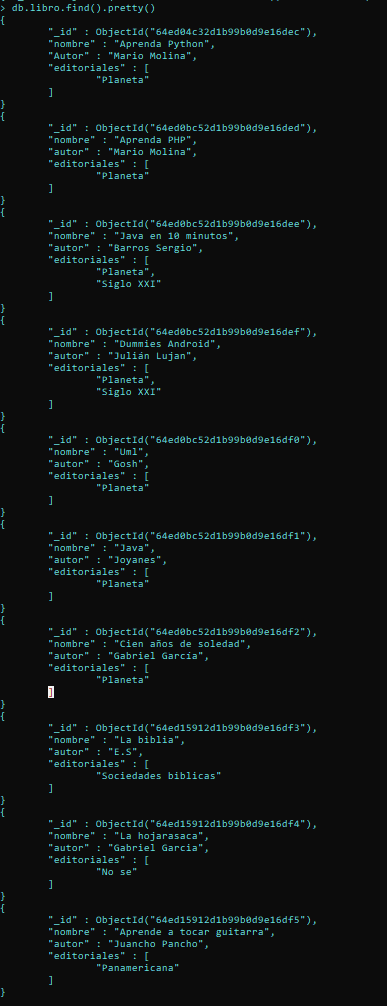 > db.libro.find().pretty()
{
"_id" : ObjectId("64ed04c32d1b99b0d9e16dec"),
"nombre" : "Aprenda Python",
"Autor" : "Mario Molina",
"editoriales" : [
"Planeta"
]
}
{
"_id" : ObjectId("64ed0bc52d1b99b0d9e16ded"),
"nombre" : "Aprenda PHP",
"autor" : "Mario Molina",
"editoriales" : [
"Planeta"
]
}
{
"_id" : ObjectId("64ed0bc52d1b99b0d9e16dee"),
"nombre" : "Java en 10 minutos",
"autor" : "Barros Sergio",
"editoriales" : [
"Planeta",
"Siglo XXI"
]
}
{
"_id" : ObjectId("64ed0bc52d1b99b0d9e16def"),
"nombre" : "Dummies Android",
"autor" : "Julián Lujan",
"editoriales" : [
"Planeta",
"Siglo XXI"
]
}
{
"_id" : ObjectId("64ed0bc52d1b99b0d9e16df0"),
"nombre" : "Uml",
"autor" : "Gosh",
"editoriales" : [
"Planeta"
]
}
{
"_id" : ObjectId("64ed0bc52d1b99b0d9e16df1"),
"nombre" : "Java",
"autor" : "Joyanes",
"editoriales" : [
"Planeta"
]
}
{
"_id" : ObjectId("64ed0bc52d1b99b0d9e16df2"),
"nombre" : "Cien años de soledad",
"autor" : "Gabriel García",
"editoriales" : [
"Planeta"
]
}
{
"_id" : ObjectId("64ed15912d1b99b0d9e16df3"),
"nombre" : "La biblia",
"autor" : "E.S",
"editoriales" : [
"Sociedades biblicas"
]
}
{
"_id" : ObjectId("64ed15912d1b99b0d9e16df4"),
"nombre" : "La hojarasaca",
"autor" : "Gabriel Garcia",
"editoriales" : [
"No se"
]
}
{
"_id" : ObjectId("64ed15912d1b99b0d9e16df5"),
"nombre" : "Aprende a tocar guitarra",
"autor" : "Juancho Pancho",
"editoriales" : [
"Panamericana"
]
}